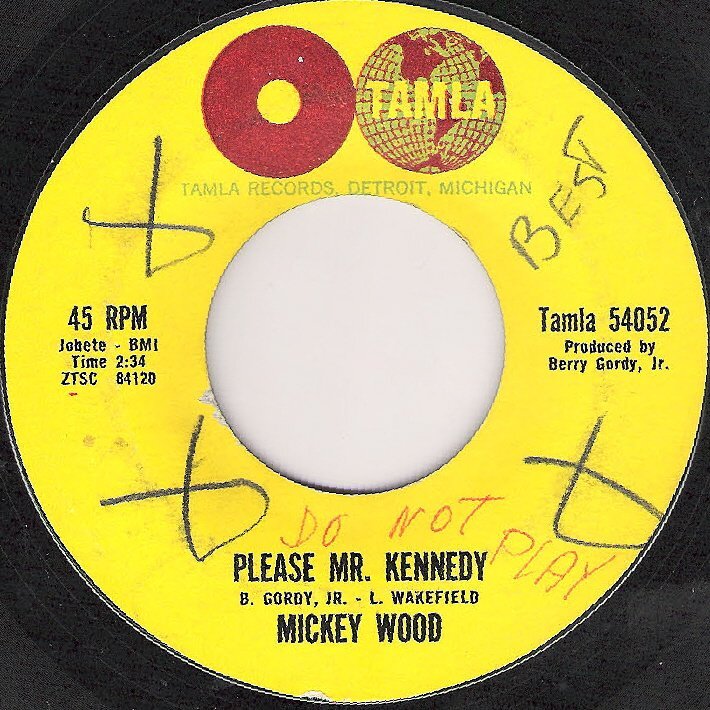 TAMLA
TAMLA RECORDS, DETROIT, MICHIGAN
BEST
45 RPM
Jobete - BMI
Time 2:34
ZTSC 84120
Tamla 54052
Produced by
Berry Gordy, Jr.
DO NOT PLAY
PLEASE MR. KENNEDY
B. GORDY, JR. - L. WAKEFIELD
MICKEY WOOD